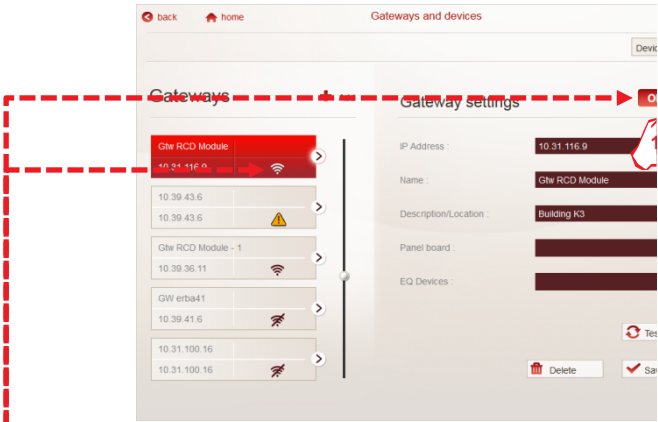 back home Gateways and devices
Gateways
Gateway settings
Gtw RCD Module
10.31.116.9
10.39.43.6
10.39.43.6
Gtw RCD Module - 1
10.39.36.11
GW erba41
10.39.41.6
10.31.100.16
10.31.100.16
IP Address : 10.31.116.9
Name : Gtw RCD Module
Description/Location : Building K3
Panel board :
EQ Devices :
1
Delete